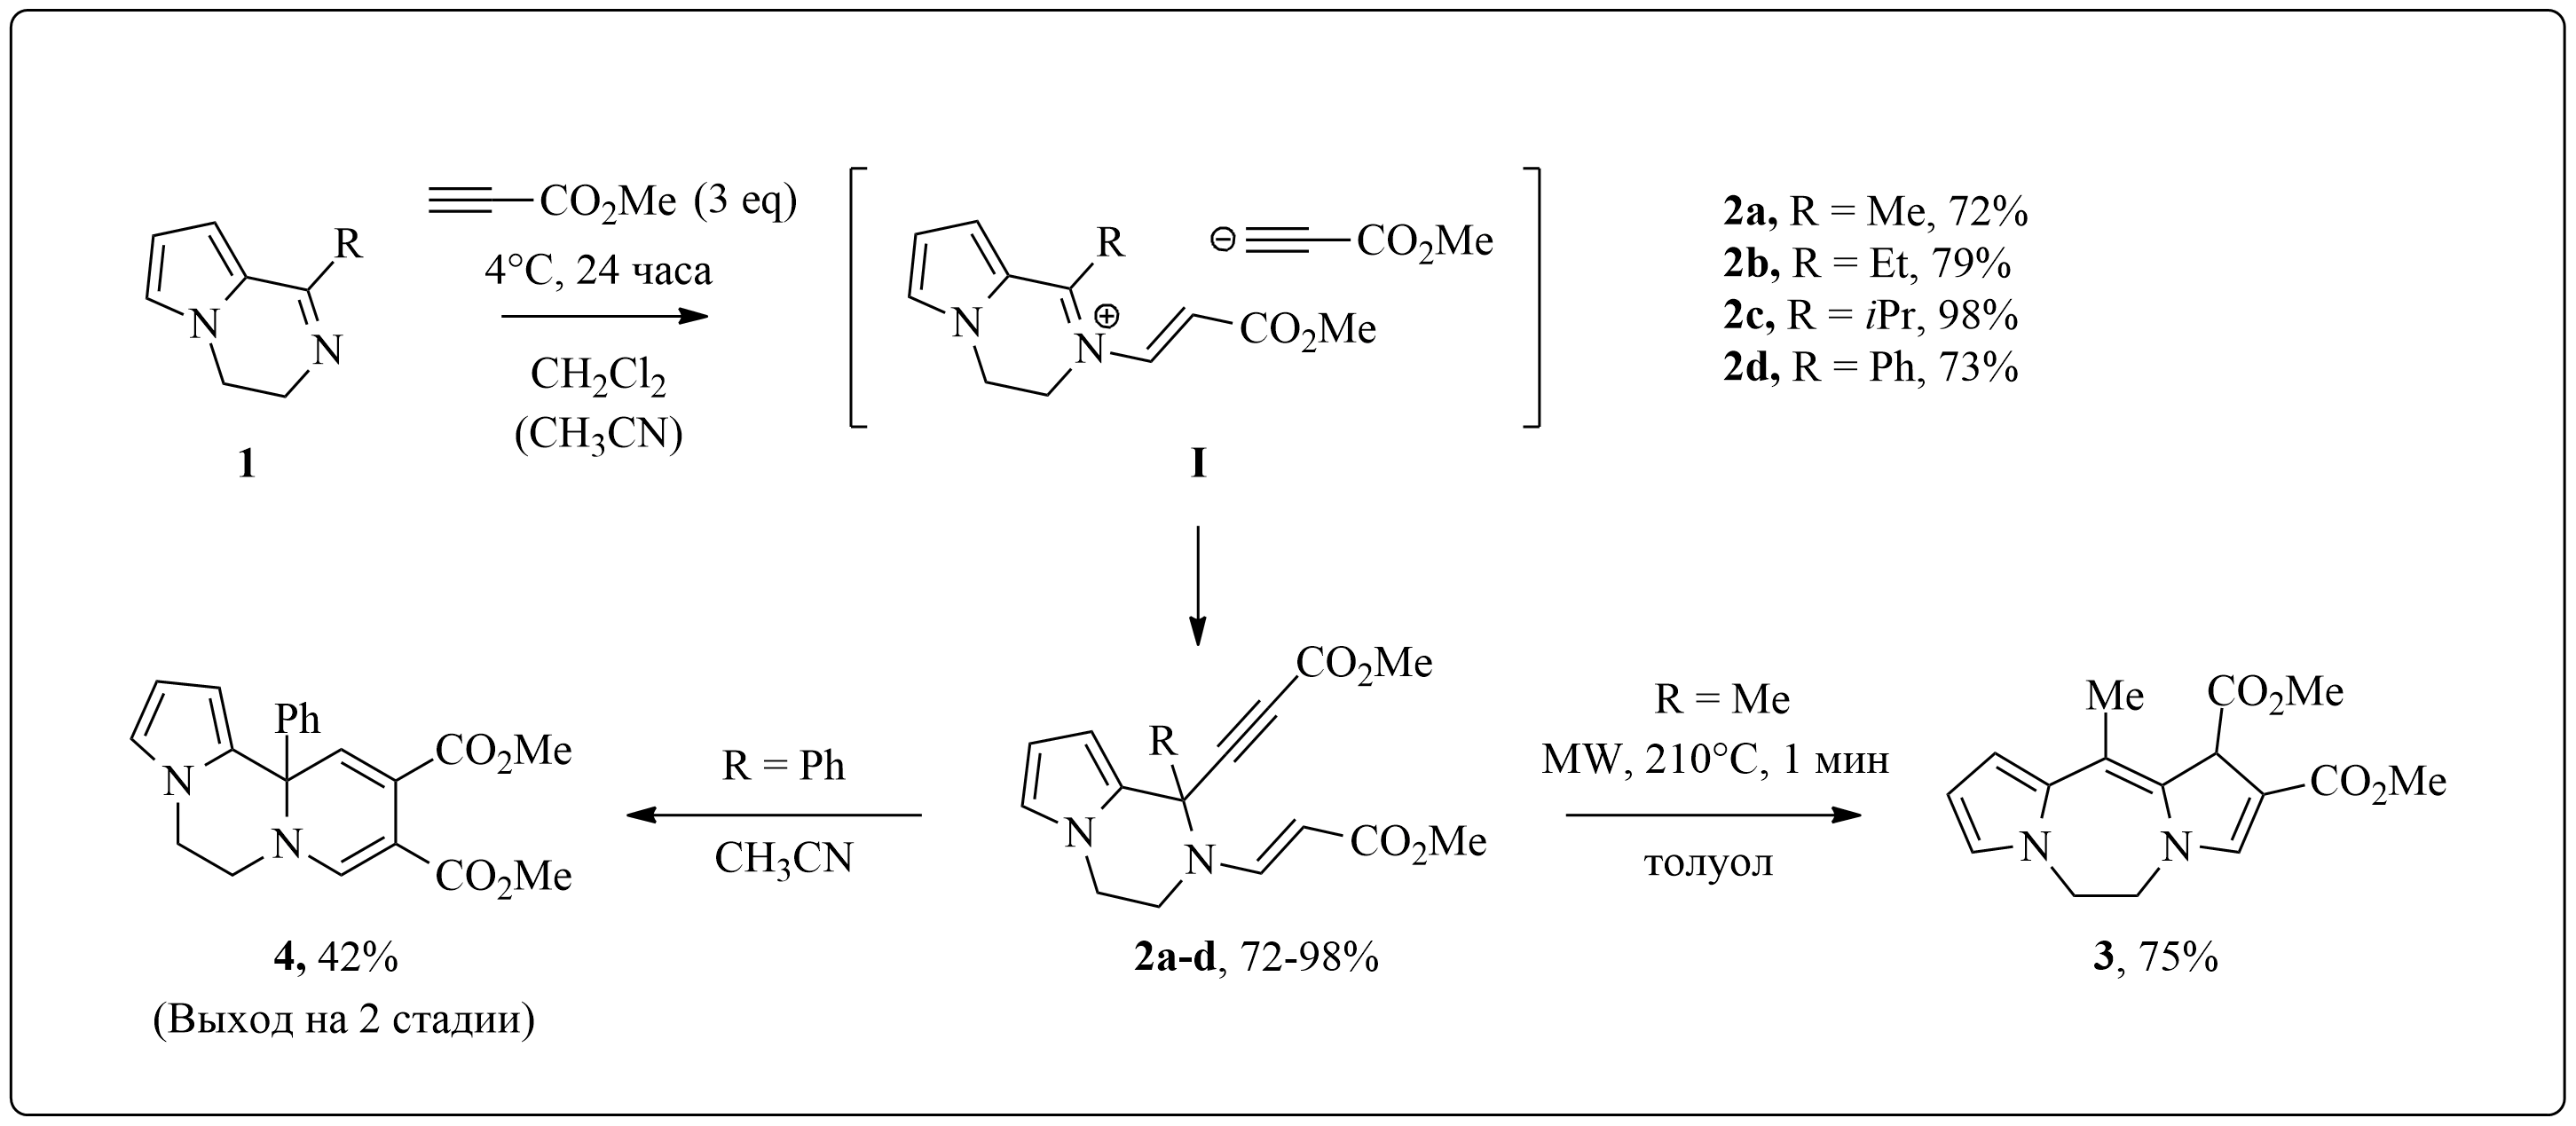 R
N
N
1
CO2Me (3 eq)
4°C, 24 часа
CH2Cl2
(CH3CN)
R
N
N
⊕
CO2Me
⊖
CO2Me
I
2a, R = Me, 72%
2b, R = Et, 79%
2c, R = iPr, 98%
2d, R = Ph, 73%
Ph
N
N
CO2Me
CO2Me
4, 42%
(Выход на 2 стадии)
R = Ph
CH3CN
CO2Me
R
N
N
CO2Me
2a-d, 72-98%
R = Me
MW, 210°C, 1 мин
толуол
Me
CO2Me
CO2Me
N
N
3, 75%